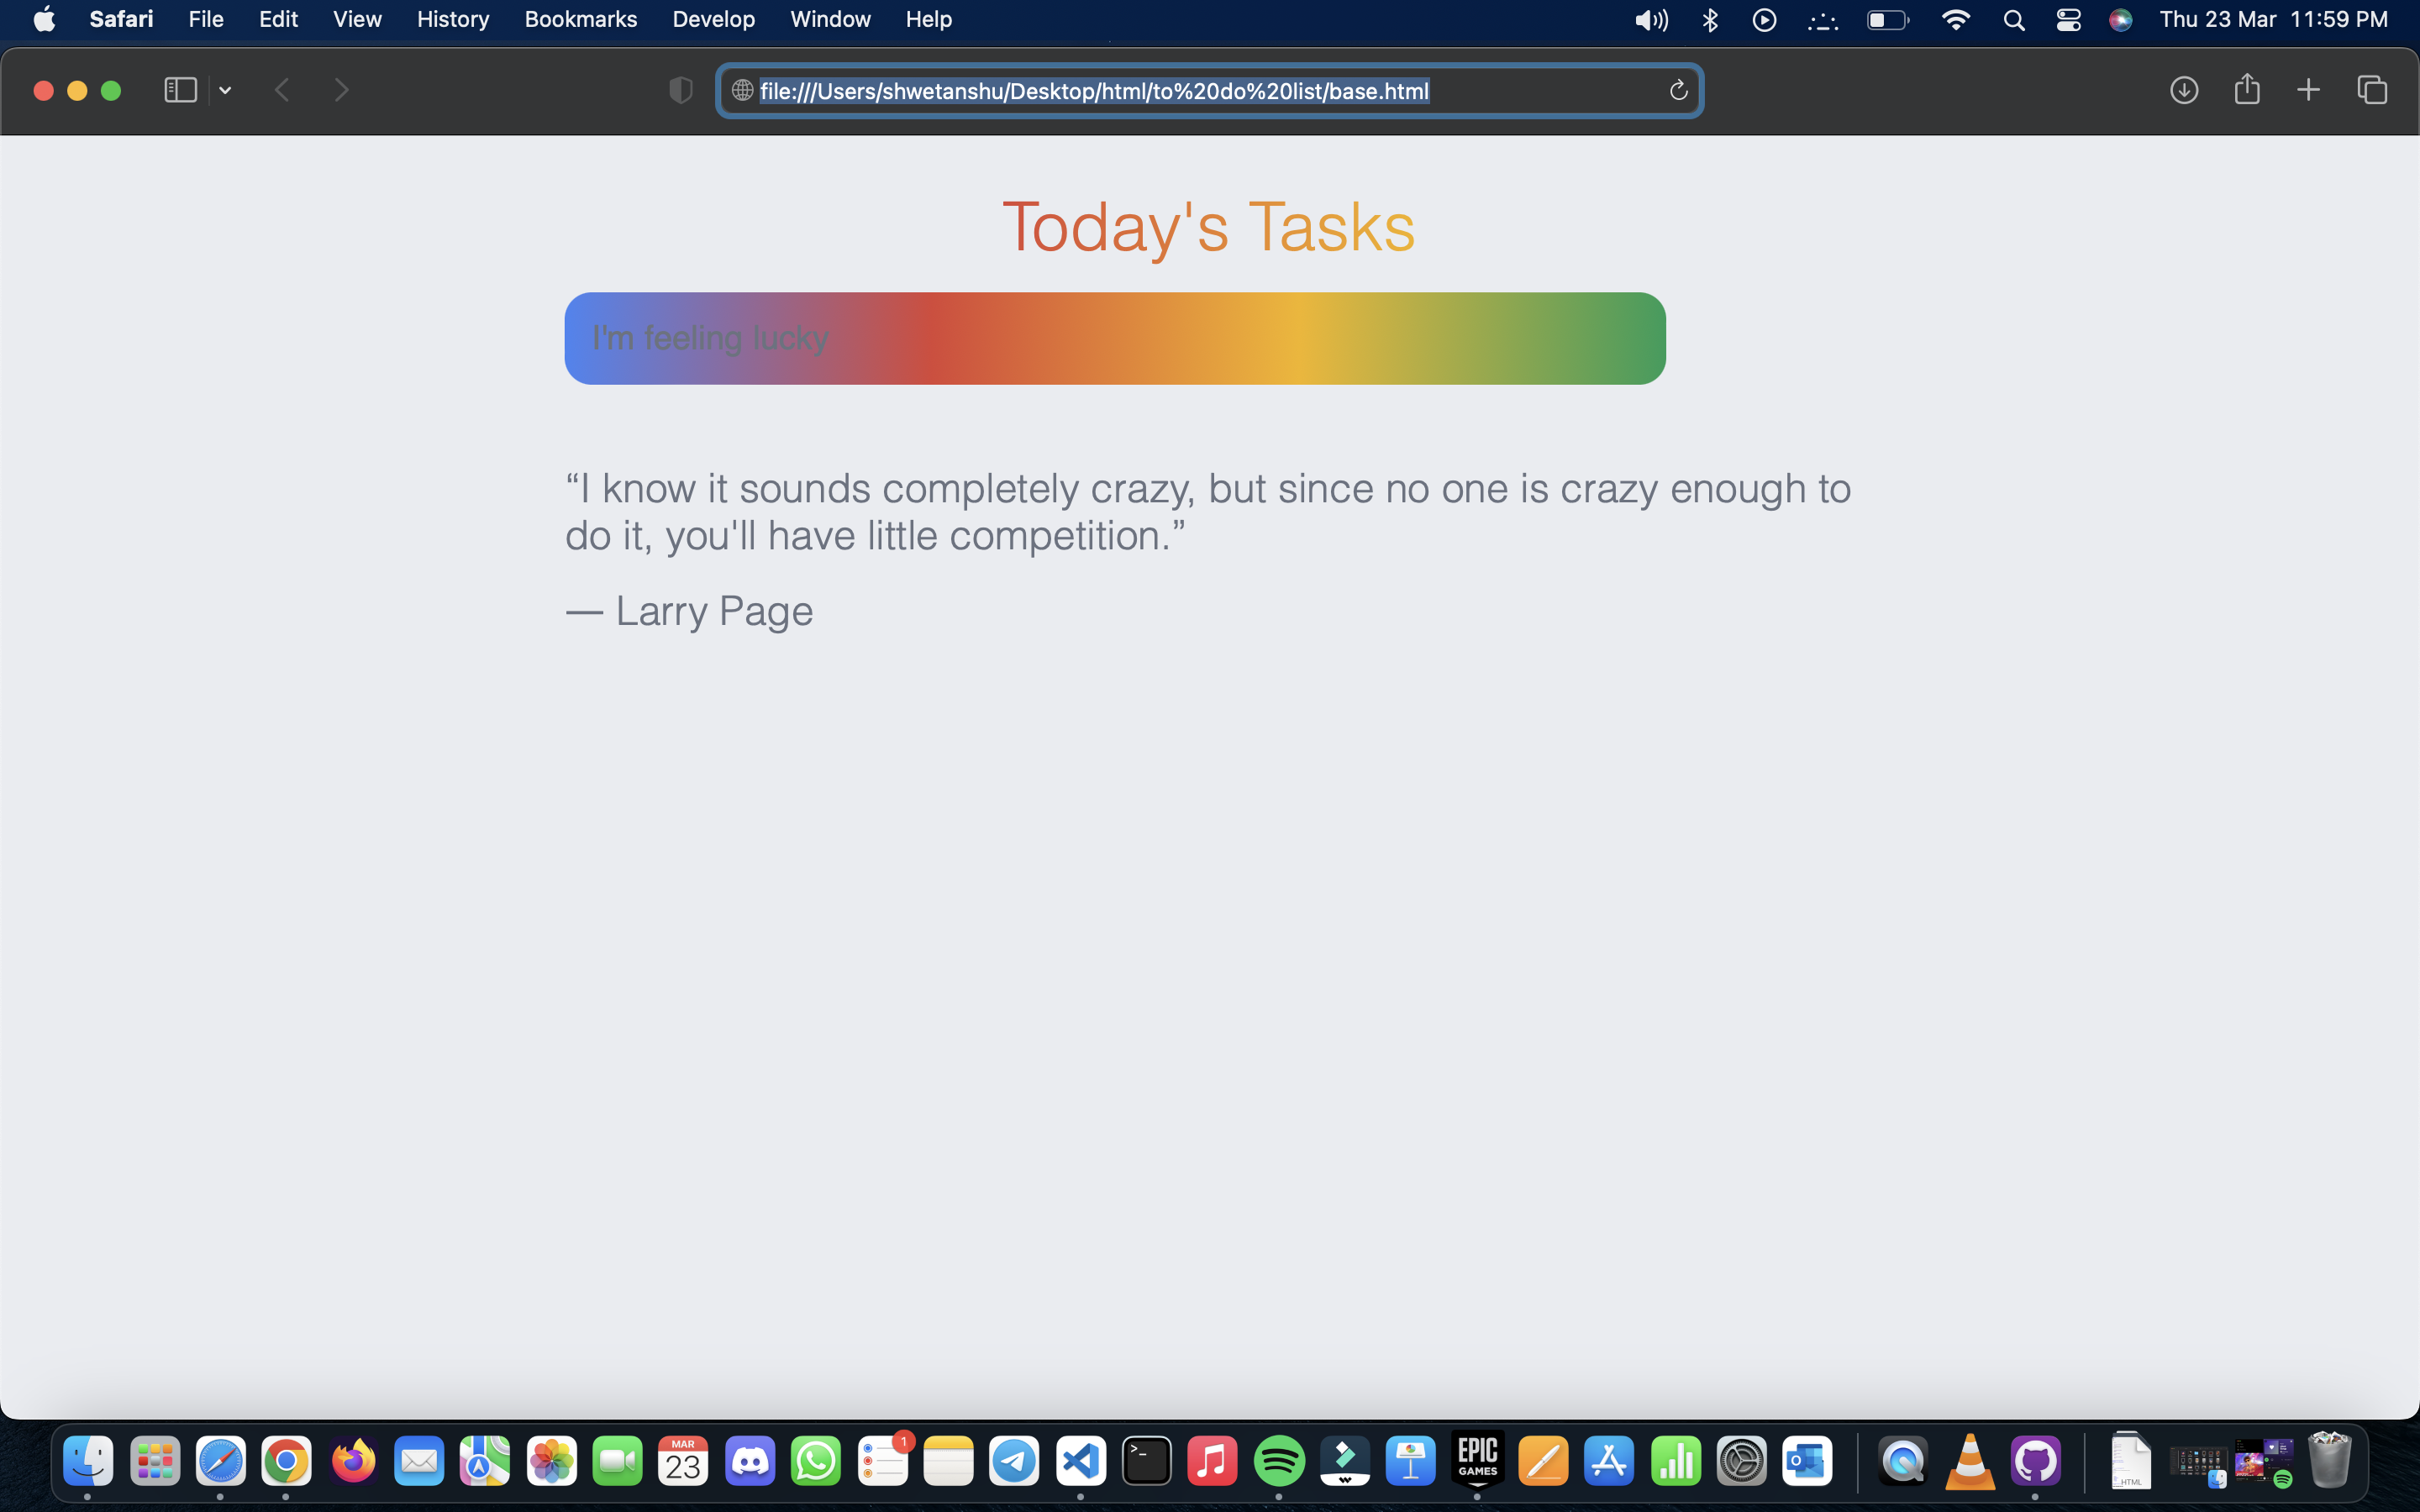 Safari File Edit View History Bookmarks Develop Window Help Thu 23 Mar 11:59 PM
file:///Users/shwetanshu/Desktop/html/to%20do%20list/base.html
Today's Tasks
I'm feeling lucky
“I know it sounds completely crazy, but since no one is crazy enough to
do it, you'll have little competition.”
— Larry Page
MAR
23
1
>_
EPIC
GAMES
HTML